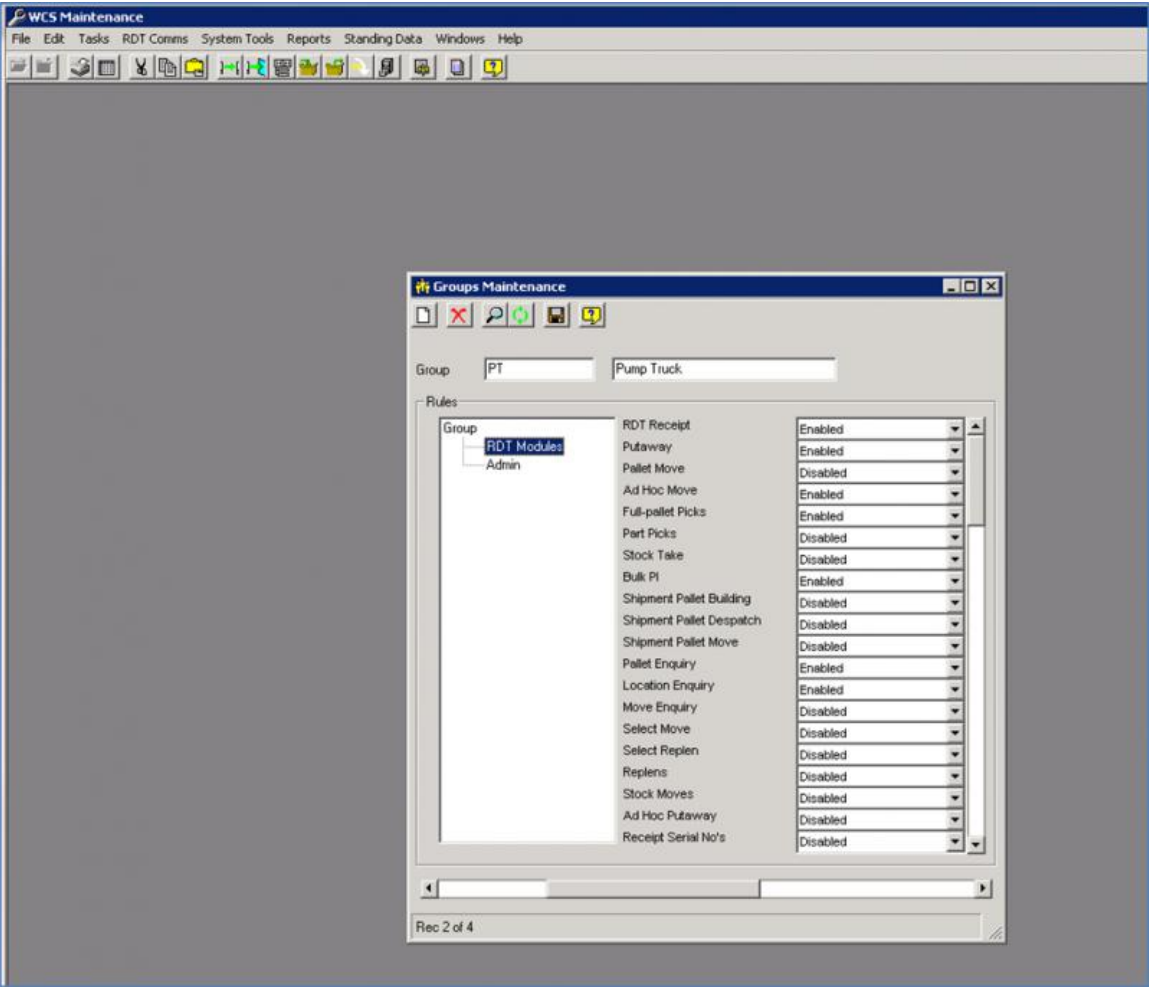 WCS Maintenance
File Edit Tasks RDT Comms System Tools Reports Standing Data Windows Help
Groups Maintenance
Group PT Pump Truck
Rules
Group
RDT Modules
Admin
RDT Receipt Enabled
Putaway Enabled
Pallet Move Disabled
Ad Hoc Move Enabled
Full-pallet Picks Enabled
Part Picks Disabled
Stock Take Disabled
Bulk PI Enabled
Shipment Pallet Building Disabled
Shipment Pallet Despatch Disabled
Shipment Pallet Move Disabled
Pallet Enquiry Enabled
Location Enquiry Enabled
Move Enquiry Disabled
Select Move Disabled
Select Replen Disabled
Replens Disabled
Stock Moves Disabled
Ad Hoc Putaway Disabled
Receipt Serial No's Disabled
Rec 2 of 4